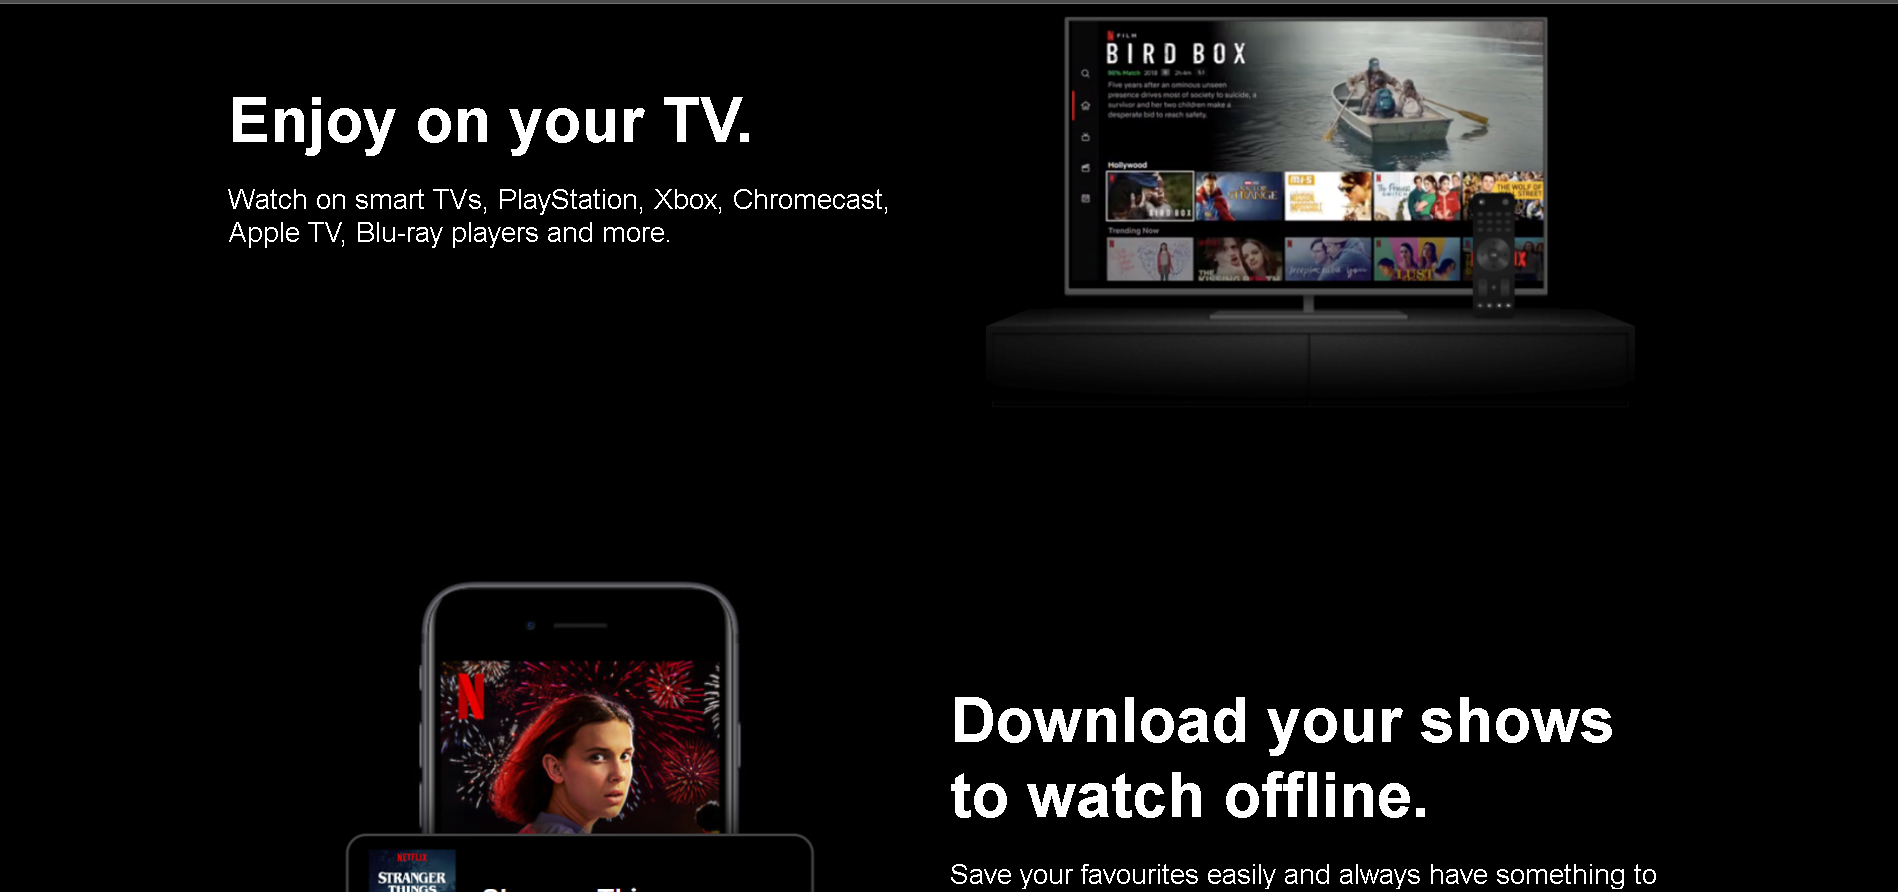 Enjoy on your TV.
Watch on smart TVs, PlayStation, Xbox, Chromecast,
Apple TV, Blu-ray players and more.
N FILM
BIRD BOX
98% Match 2018 2h 4m 5.1
Five years after an ominous unseen
presence drives most of society to suicide, a
survivor and her two children make a
desperate bid to reach safety.
Hollywood
BIRD BOX
DOCTOR STRANGE
M:I-5
The Princess
SWITCH
THE WOLF OF
STREET
Trending Now
THE
KISSING BOOTH
LUST
N
Download your shows
to watch offline.
Save your favourites easily and always have something to
NETFLIX
STRANGER
THINGS